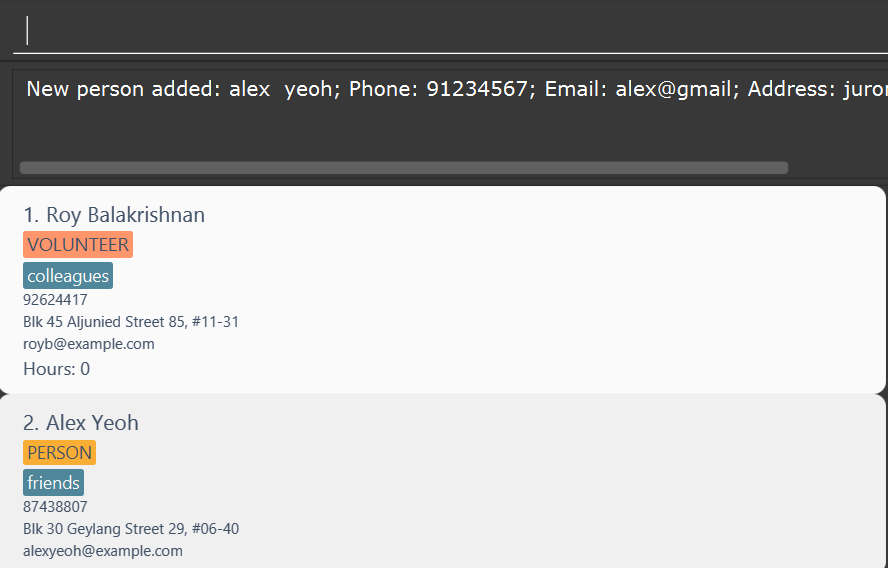 New person added: alex  yeoh; Phone: 91234567; Email: alex@gmail; Address:
1. Roy Balakrishnan
VOLUNTEER
colleagues
92624417
Blk 45 Aljunied Street 85, #11-31
royb@example.com
Hours: 0
2. Alex Yeoh
PERSON
friends
87438807
Blk 30 Geylang Street 29, #06-40
alexyeoh@example.com